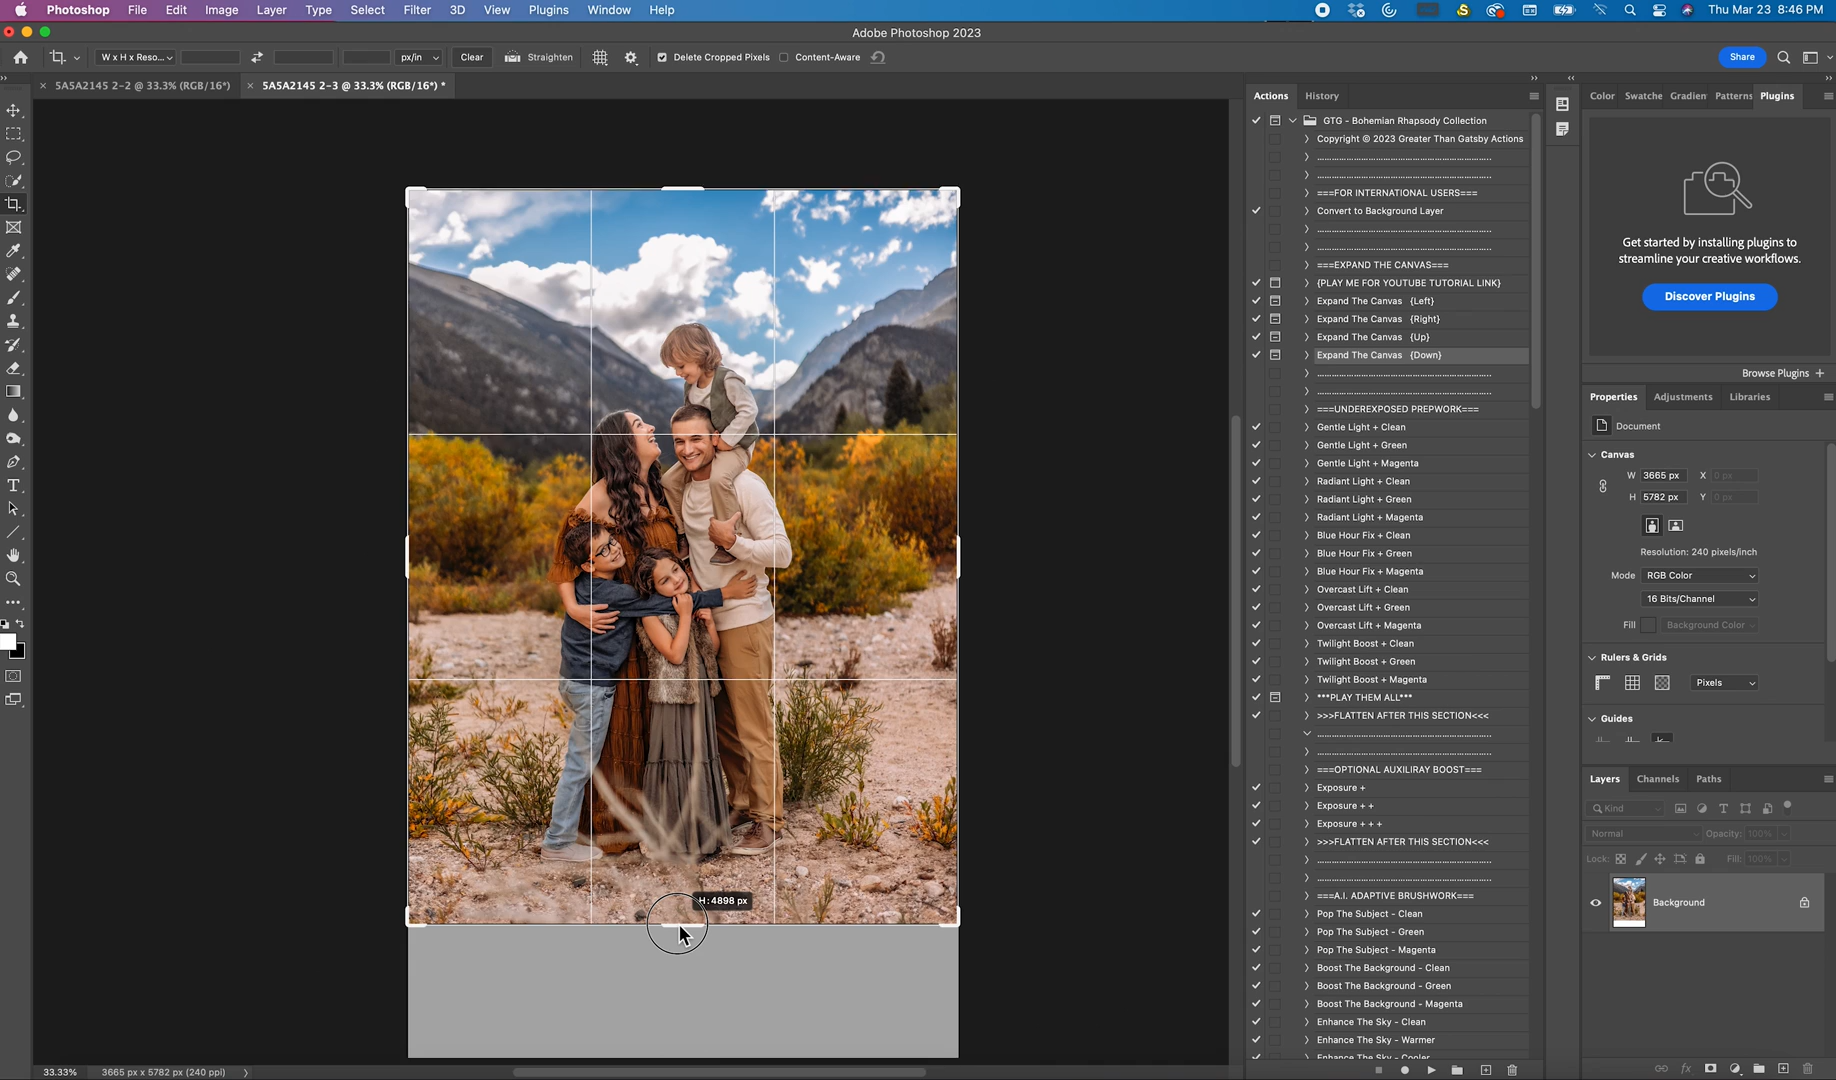 Photoshop File Edit Image Layer Type Select Filter 3D View Plugins Window Help Thu Mar 23 8:46 PM
Adobe Photoshop 2023
W x H x Reso... px/in Clear Straighten Delete Cropped Pixels Content-Aware Share
5A5A2145 2-2 @ 33.3% (RGB/16*) 5A5A2145 2-3 @ 33.3% (RGB/16*) *
Actions History
GTG - Bohemian Rhapsody Collection
Copyright © 2023 Greater Than Gatsby Actions
===FOR INTERNATIONAL USERS===
Convert to Background Layer
===EXPAND THE CANVAS===
{PLAY ME FOR YOUTUBE TUTORIAL LINK}
Expand The Canvas {Left}
Expand The Canvas {Right}
Expand The Canvas {Up}
Expand The Canvas {Down}
===UNDEREXPOSED PREPWORK===
Gentle Light + Clean
Gentle Light + Green
Gentle Light + Magenta
Radiant Light + Clean
Radiant Light + Green
Radiant Light + Magenta
Blue Hour Fix + Clean
Blue Hour Fix + Green
Blue Hour Fix + Magenta
Overcast Lift + Clean
Overcast Lift + Green
Overcast Lift + Magenta
Twilight Boost + Clean
Twilight Boost + Green
Twilight Boost + Magenta
***PLAY THEM ALL***
>>>FLATTEN AFTER THIS SECTION<<<
===OPTIONAL AUXILIRAY BOOST===
Exposure +
Exposure + +
Exposure + + +
>>>FLATTEN AFTER THIS SECTION<<<
===A.I. ADAPTIVE BRUSHWORK===
Pop The Subject - Clean
Pop The Subject - Green
Pop The Subject - Magenta
Boost The Background - Clean
Boost The Background - Green
Boost The Background - Magenta
Enhance The Sky - Clean
Enhance The Sky - Warmer
Enhance The Sky - Cooler
Color Swatche Gradien Patterns Plugins
Get started by installing plugins to
streamline your creative workflows.
Discover Plugins
Browse Plugins +
Properties Adjustments Libraries
Document
Canvas
W 3665 px X 0 px
H 5782 px Y 0 px
Resolution: 240 pixels/inch
Mode RGB Color
16 Bits/Channel
Fill Background Color
Rulers & Grids
Pixels
Guides
Layers Channels Paths
Kind
Normal Opacity: 100%
Lock: Fill: 100%
Background
H: 4898 px
33.33% 3665 px x 5782 px (240 ppi)